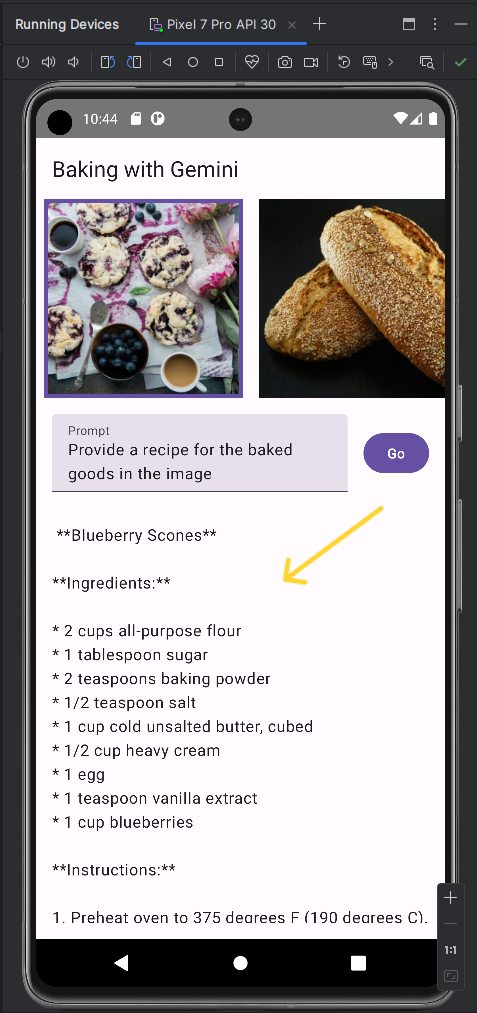 Running Devices
Pixel 7 Pro API 30
10:44
Baking with Gemini
Prompt
Provide a recipe for the baked
goods in the image
Go
**Blueberry Scones**
**Ingredients:**
* 2 cups all-purpose flour
* 1 tablespoon sugar
* 2 teaspoons baking powder
* 1/2 teaspoon salt
* 1 cup cold unsalted butter, cubed
* 1/2 cup heavy cream
* 1 egg
* 1 teaspoon vanilla extract
* 1 cup blueberries
**Instructions:**
1. Preheat oven to 375 degrees F (190 degrees C).
1:1